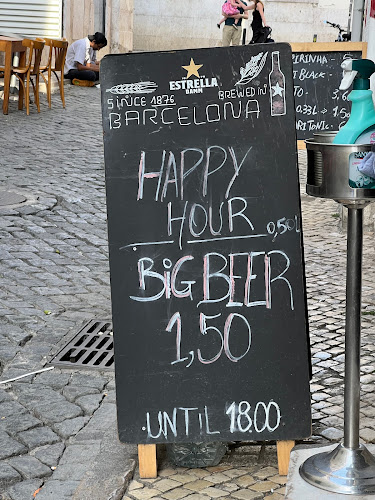 ESTRELLA
DAMM
SINCE 1876
BREWED IN
BARCELONA
HAPPY
HOUR
0,50L
BIG BEER
1,50
UNTIL 18:00